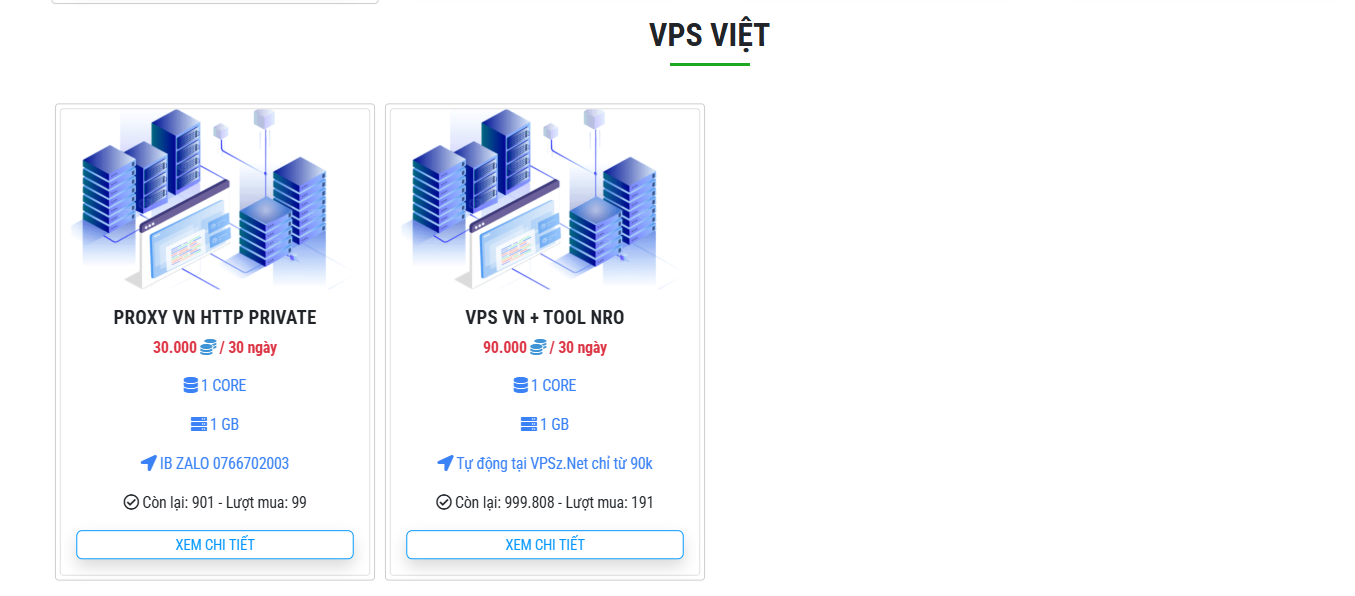 VPS VIỆT
PROXY VN HTTP PRIVATE
30.000 / 30 ngày
1 CORE
1 GB
IB ZALO 0766702003
Còn lại: 901 - Lượt mua: 99
XEM CHI TIẾT
VPS VN + TOOL NRO
90.000 / 30 ngày
1 CORE
1 GB
Tự động tại VPSz.Net chỉ từ 90k
Còn lại: 999.808 - Lượt mua: 191
XEM CHI TIẾT